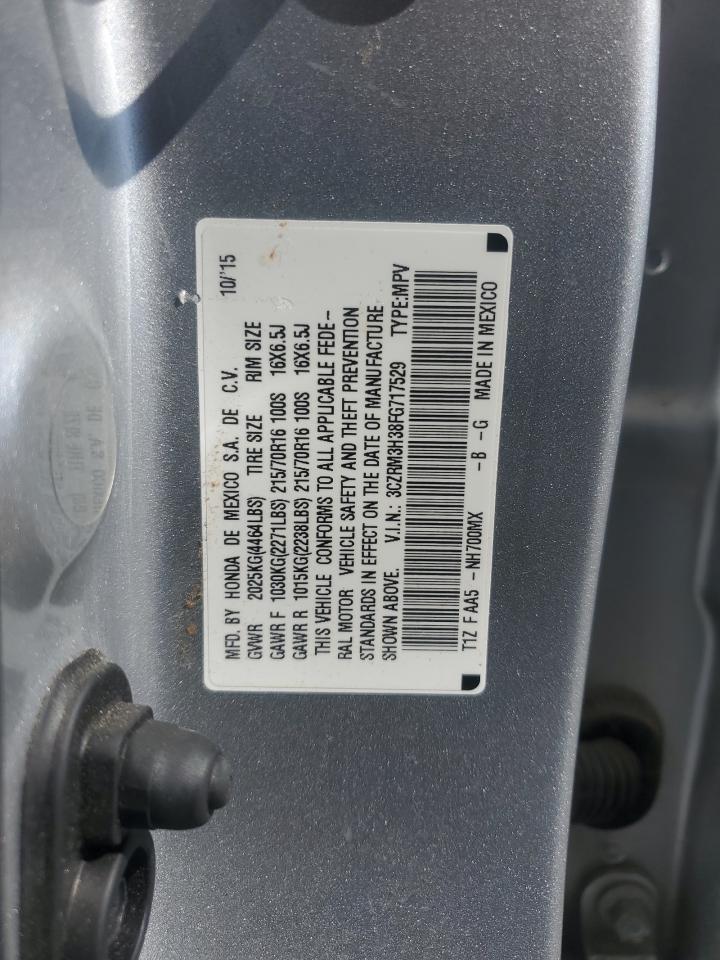 MFD. BY HONDA DE MEXICO S.A. DE C.V. 10/'15
GVWR 2025KG(4464LBS) TIRE SIZE RIM SIZE
GAWR F 1030KG(2271LBS) 215/70R16 100S 16X6.5J
GAWR R 1015KG(2238LBS) 215/70R16 100S 16X6.5J
THIS VEHICLE CONFORMS TO ALL APPLICABLE FEDE-
RAL MOTOR VEHICLE SAFETY AND THEFT PREVENTION
STANDARDS IN EFFECT ON THE DATE OF MANUFACTURE
SHOWN ABOVE. V.I.N.: 3CZRM3H38FG717529 TYPE:MPV
T1Z F AA5 -NH700MX -B -G MADE IN MEXICO